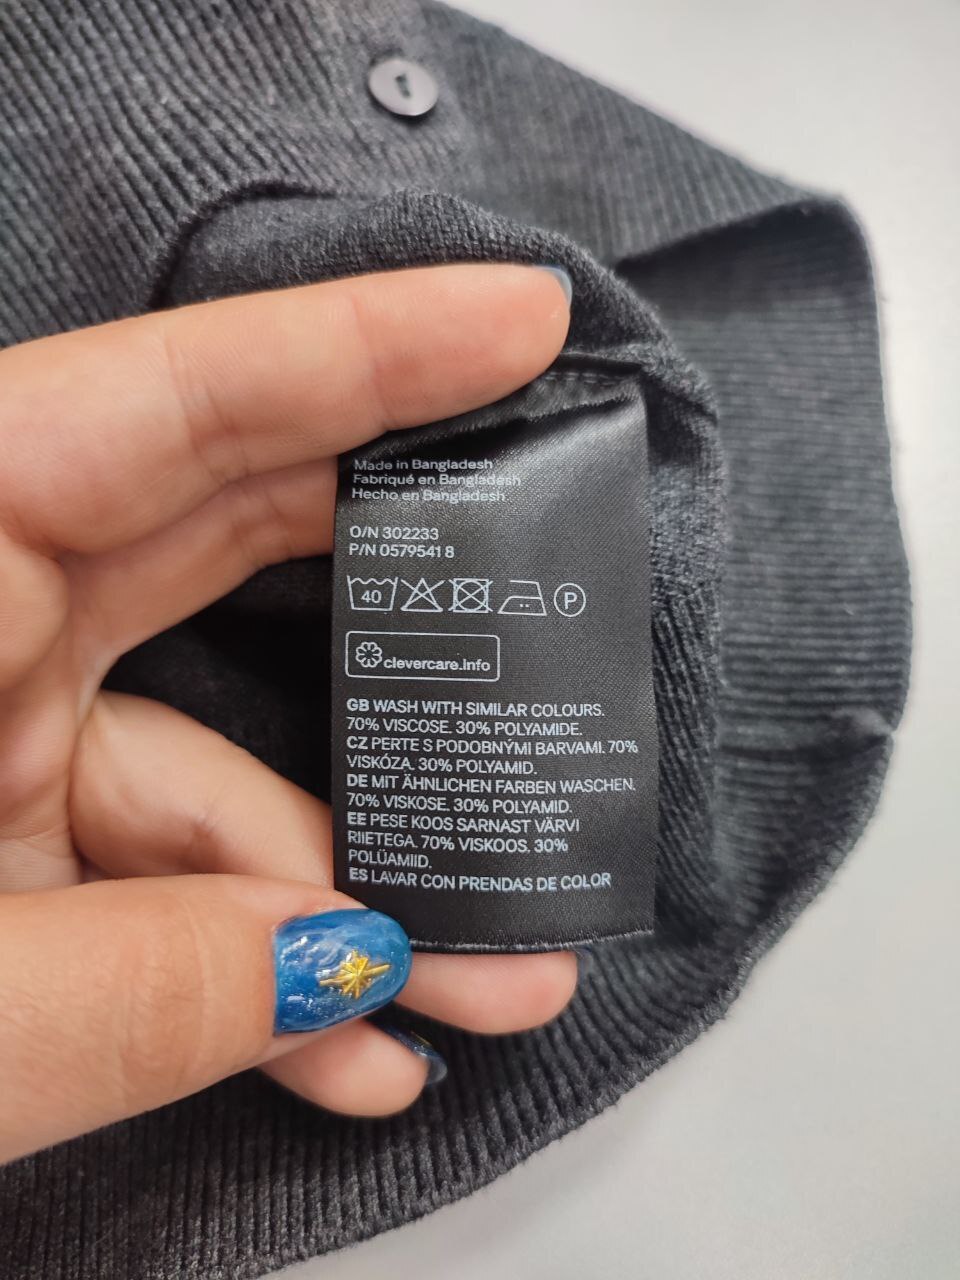 Made in Bangladesh
Fabriqué en Bangladesh
Hecho en Bangladesh
O/N 302233
P/N 0579541 8
40
P
clevercare.info
GB WASH WITH SIMILAR COLOURS.
70% VISCOSE. 30% POLYAMIDE.
CZ PERTE S PODOBNÝMI BARVAMI. 70%
VISKÓZA. 30% POLYAMID.
DE MIT ÄHNLICHEN FARBEN WASCHEN.
70% VISKOSE. 30% POLYAMID.
EE PESE KOOS SARNAST VÄRVI
RIIETEGA. 70% VISKOOS. 30%
POLÜAMIID.
ES LAVAR CON PRENDAS DE COLOR